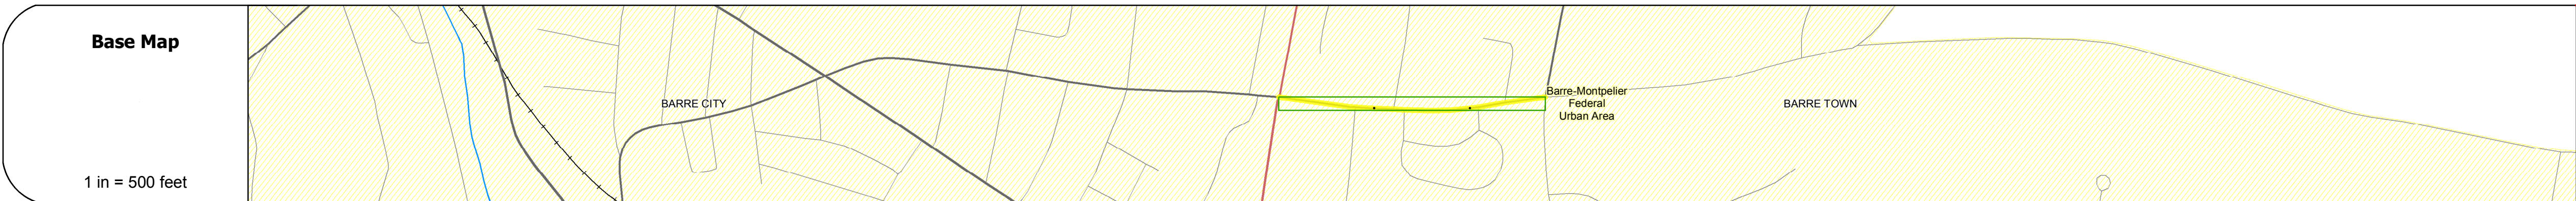 Base Map
1 in = 500 feet
BARRE CITY
Barre-Montpelier
Federal
Urban Area
BARRE TOWN